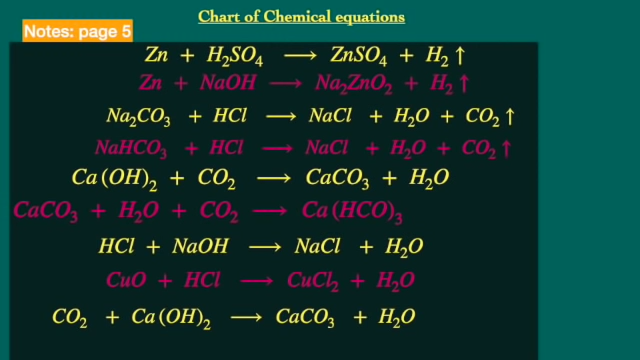 Chart of Chemical equations
Notes: page 5
Zn + H₂SO₄ ⟶ ZnSO₄ + H₂ ↑
Zn + NaOH ⟶ Na₂ZnO₂ + H₂ ↑
Na₂CO₃ + HCl ⟶ NaCl + H₂O + CO₂ ↑
NaHCO₃ + HCl ⟶ NaCl + H₂O + CO₂ ↑
Ca(OH)₂ + CO₂ ⟶ CaCO₃ + H₂O
CaCO₃ + H₂O + CO₂ ⟶ Ca(HCO)₃
HCl + NaOH ⟶ NaCl + H₂O
CuO + HCl ⟶ CuCl₂ + H₂O
CO₂ + Ca(OH)₂ ⟶ CaCO₃ + H₂O